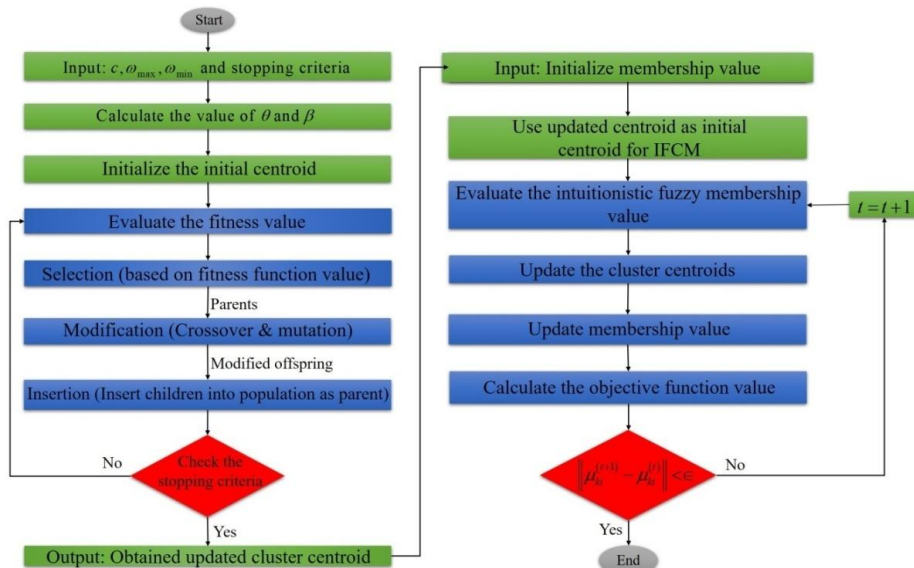 Start
Input: c, ω_max, ω_min and stopping criteria
Calculate the value of θ and β
Initialize the initial centroid
Evaluate the fitness value
Selection (based on fitness function value)
Parents
Modification (Crossover & mutation)
Modified offspring
Insertion (Insert children into population as parent)
No
Check the
stopping criteria
Yes
Output: Obtained updated cluster centroid
Input: Initialize membership value
Use updated centroid as initial
centroid for IFCM
Evaluate the intuitionistic fuzzy membership
value
t = t+1
Update the cluster centroids
Update membership value
Calculate the objective function value
‖μ_ki^(t+1) − μ_ki^(t)‖ <∈
No
Yes
End